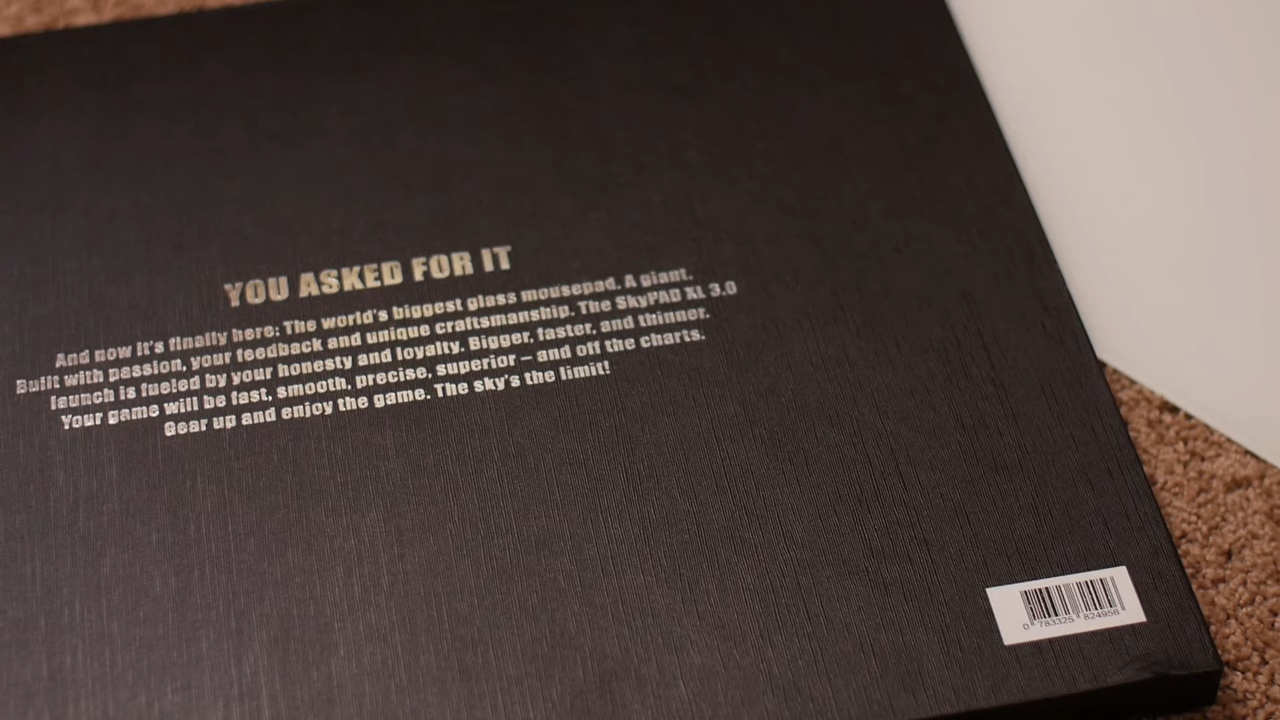 YOU ASKED FOR IT
And now it's finally here: The world's biggest glass mousepad. A giant.
Built with passion, your feedback and unique craftsmanship. The SkyPAD XL 3.0
launch is fueled by your honesty and loyalty. Bigger, faster, and thinner.
Your game will be fast, smooth, precise, superior – and off the charts.
Gear up and enjoy the game. The sky's the limit!
0 783325 824956